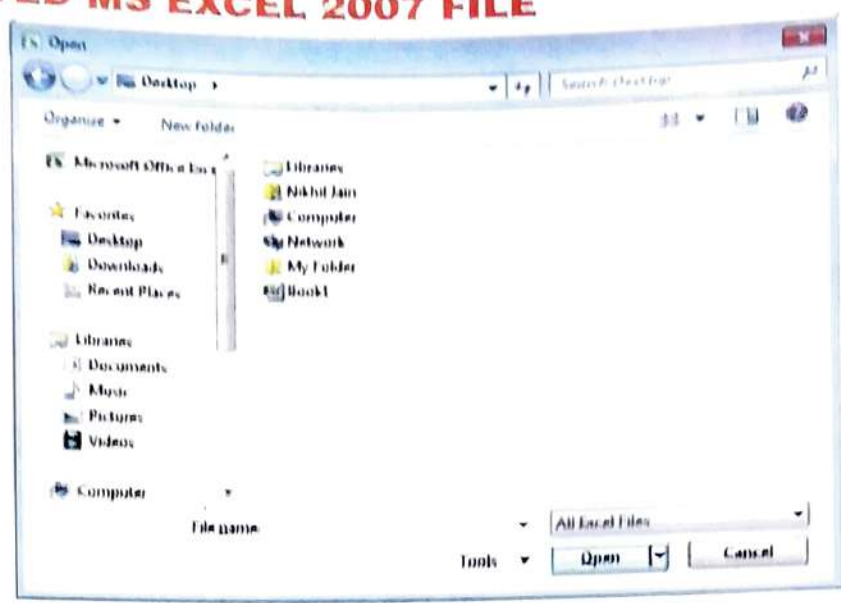 MS EXCEL 2007 FILE
Open
Desktop
Search Desktop
Organize New folder
Microsoft Office
Favorites
Desktop
Downloads
Recent Places
Libraries
Documents
Music
Pictures
Videos
Computer
Libraries
Nikhil Jain
Computer
Network
My Folder
Book1
File name
All Excel Files
Tools Open Cancel